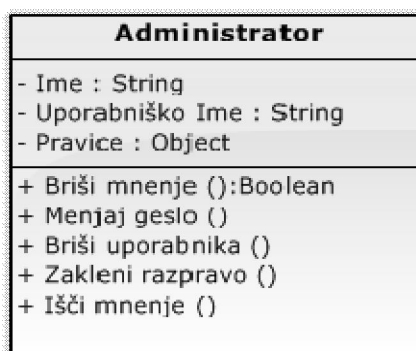 Administrator
- Ime : String
- Uporabniško Ime : String
- Pravice : Object
+ Briši mnenje ():Boolean
+ Menjaj geslo ()
+ Briši uporabnika ()
+ Zakleni razpravo ()
+ Išči mnenje ()